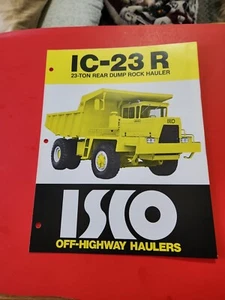 IC-23 R
23-TON REAR DUMP ROCK HAULER
ISCO
OFF-HIGHWAY HAULERS